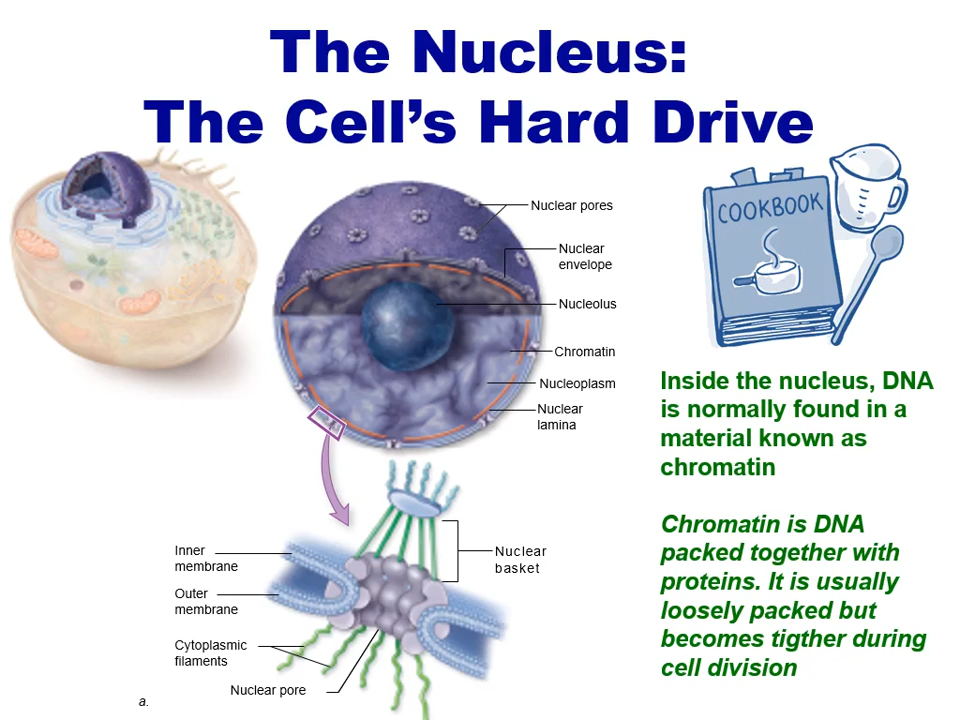 The Nucleus:
The Cell’s Hard Drive
Nuclear pores
Nuclear
envelope
Nucleolus
Chromatin
Nucleoplasm
Nuclear
lamina
COOKBOOK
Inside the nucleus, DNA
is normally found in a
material known as
chromatin
Chromatin is DNA
packed together with
proteins. It is usually
loosely packed but
becomes tigther during
cell division
Inner
membrane
Outer
membrane
Nuclear
basket
Cytoplasmic
filaments
Nuclear pore
a.